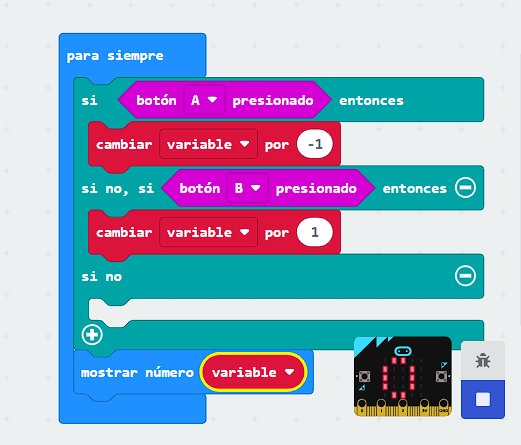 para siempre
si botón A presionado entonces
cambiar variable por -1
si no, si botón B presionado entonces
cambiar variable por 1
si no
mostrar número variable